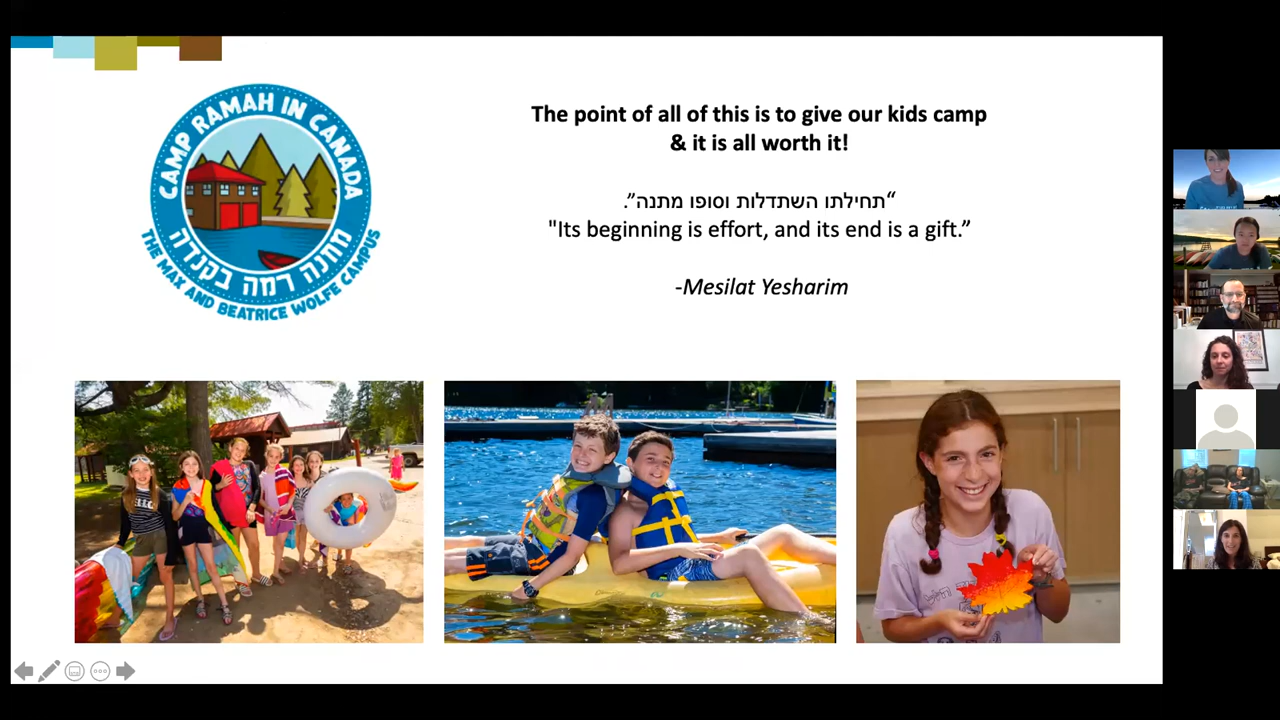 CAMP RAMAH IN CANADA
מחנה רמה בקנדה
THE MAX AND BEATRICE WOLFE CAMPUS
The point of all of this is to give our kids camp
& it is all worth it!
“תחילתו השתדלות וסופו מתנה”.
"Its beginning is effort, and its end is a gift.”
-Mesilat Yesharim